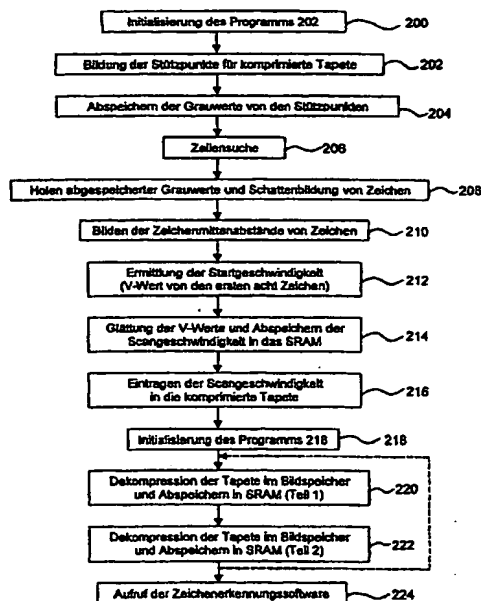 Initialisierung des Programms 202
200
Bildung der Stützpunkte für komprimierte Tapete
202
Abspeichern der Grauwerte von den Stützpunkten
204
Zeilensuche
206
Holen abgespeicherter Grauwerte und Schattenbildung von Zeichen
208
Bilden der Zeichenmittenabstände von Zeichen
210
Ermittlung der Startgeschwindigkeit
(V-Wert von den ersten acht Zeichen)
212
Glättung der V-Werte und Abspeichern der
Scangeschwindigkeit in das SRAM
214
Eintragen der Scangeschwindigkeit
in die komprimierte Tapete
216
Initialisierung des Programms 218
218
Dekompression der Tapete im Bildspeicher
und Abspeichern in SRAM (Teil 1)
220
Dekompression der Tapete im Bildspeicher
und Abspeichern in SRAM (Teil 2)
222
Aufruf der Zeichenerkennungssoftware
224